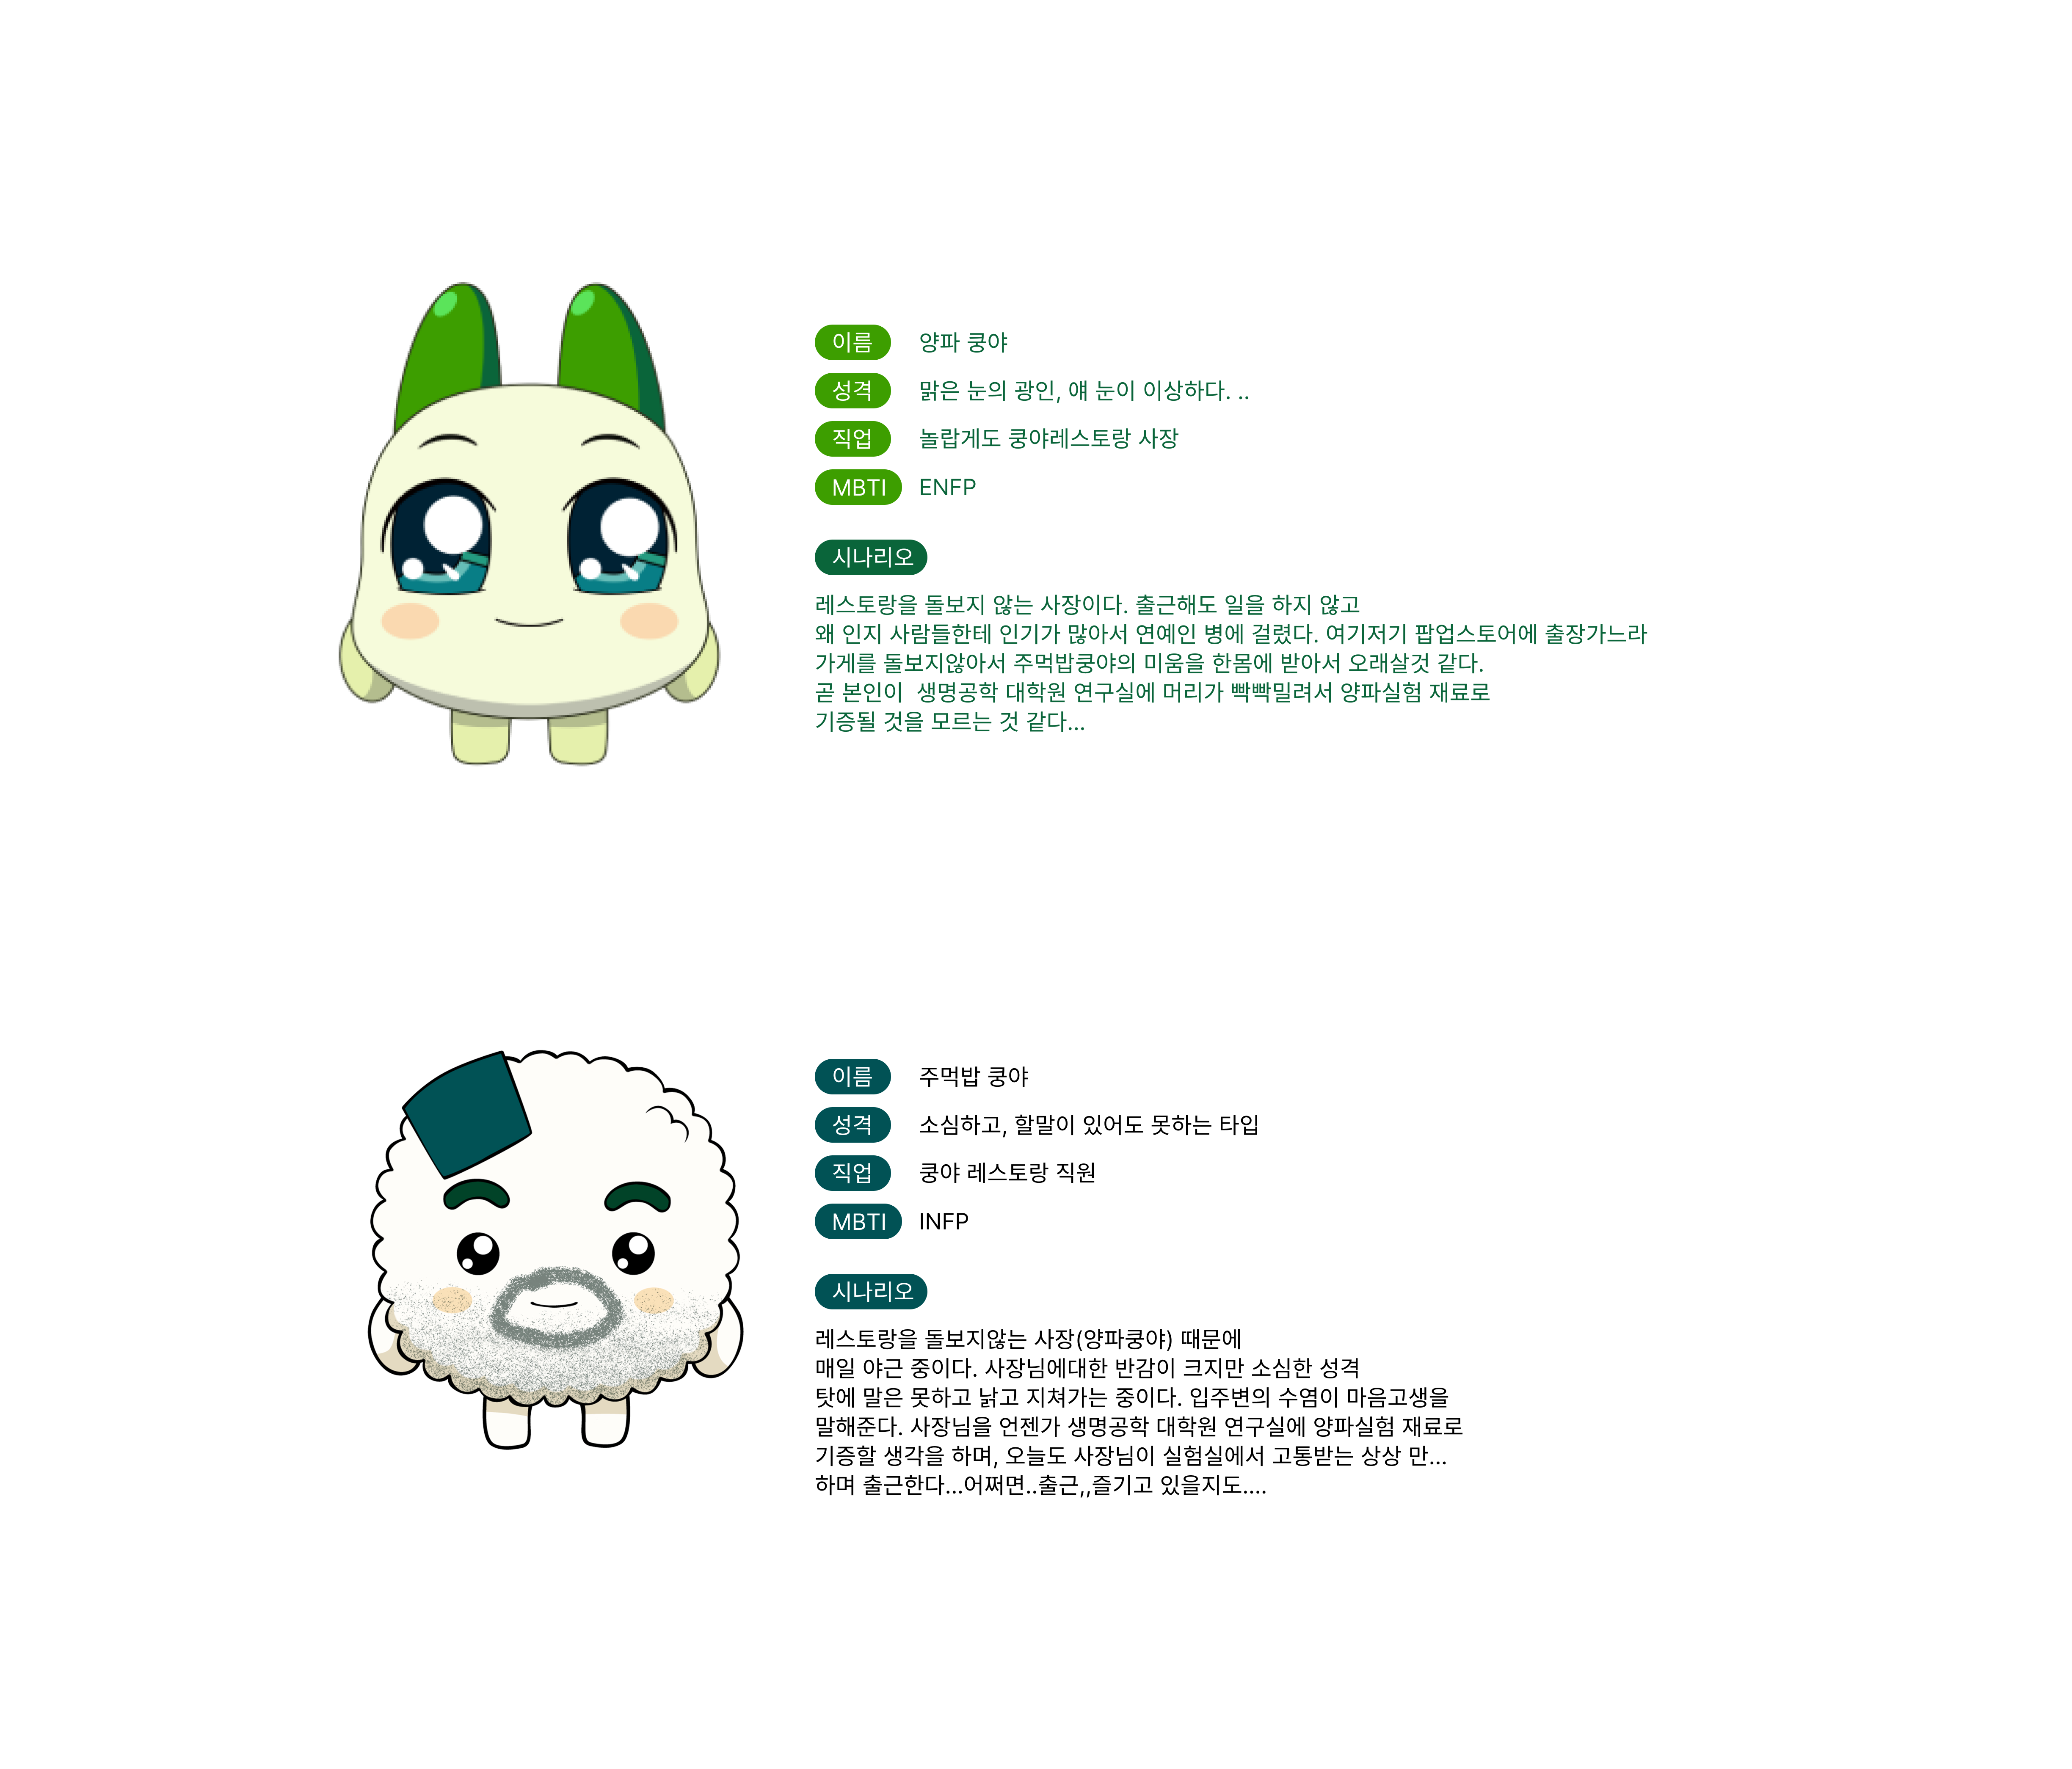 이름 양파 쿵야
성격 맑은 눈의 광인, 얘 눈이 이상하다. ..
직업 놀랍게도 쿵야레스토랑 사장
MBTI ENFP
시나리오
레스토랑을 돌보지 않는 사장이다. 출근해도 일을 하지 않고
왜 인지 사람들한테 인기가 많아서 연예인 병에 걸렸다. 여기저기 팝업스토어에 출장가느라
가게를 돌보지않아서 주먹밥쿵야의 미움을 한몸에 받아서 오래살것 같다.
곧 본인이  생명공학 대학원 연구실에 머리가 빡빡밀려서 양파실험 재료로
기증될 것을 모르는 것 같다...
이름 주먹밥 쿵야
성격 소심하고, 할말이 있어도 못하는 타입
직업 쿵야 레스토랑 직원
MBTI INFP
시나리오
레스토랑을 돌보지않는 사장(양파쿵야) 때문에
매일 야근 중이다. 사장님에대한 반감이 크지만 소심한 성격
탓에 말은 못하고 낡고 지쳐가는 중이다. 입주변의 수염이 마음고생을
말해준다. 사장님을 언젠가 생명공학 대학원 연구실에 양파실험 재료로
기증할 생각을 하며, 오늘도 사장님이 실험실에서 고통받는 상상 만...
하며 출근한다...어쩌면..출근,,즐기고 있을지도....